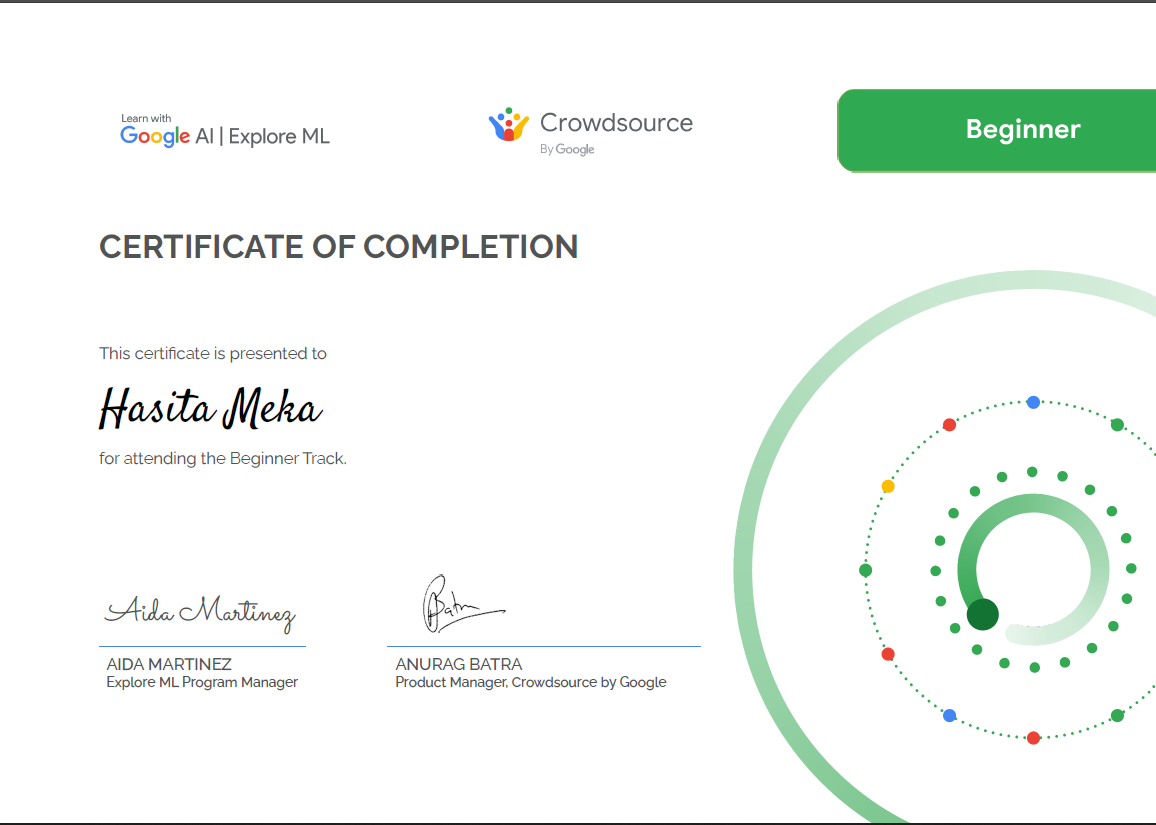 Learn with
Google AI | Explore ML
Crowdsource
By Google
Beginner
CERTIFICATE OF COMPLETION
This certificate is presented to
Hasita Meka
for attending the Beginner Track.
Aida Martinez
Batra
AIDA MARTINEZ
Explore ML Program Manager
ANURAG BATRA
Product Manager, Crowdsource by Google